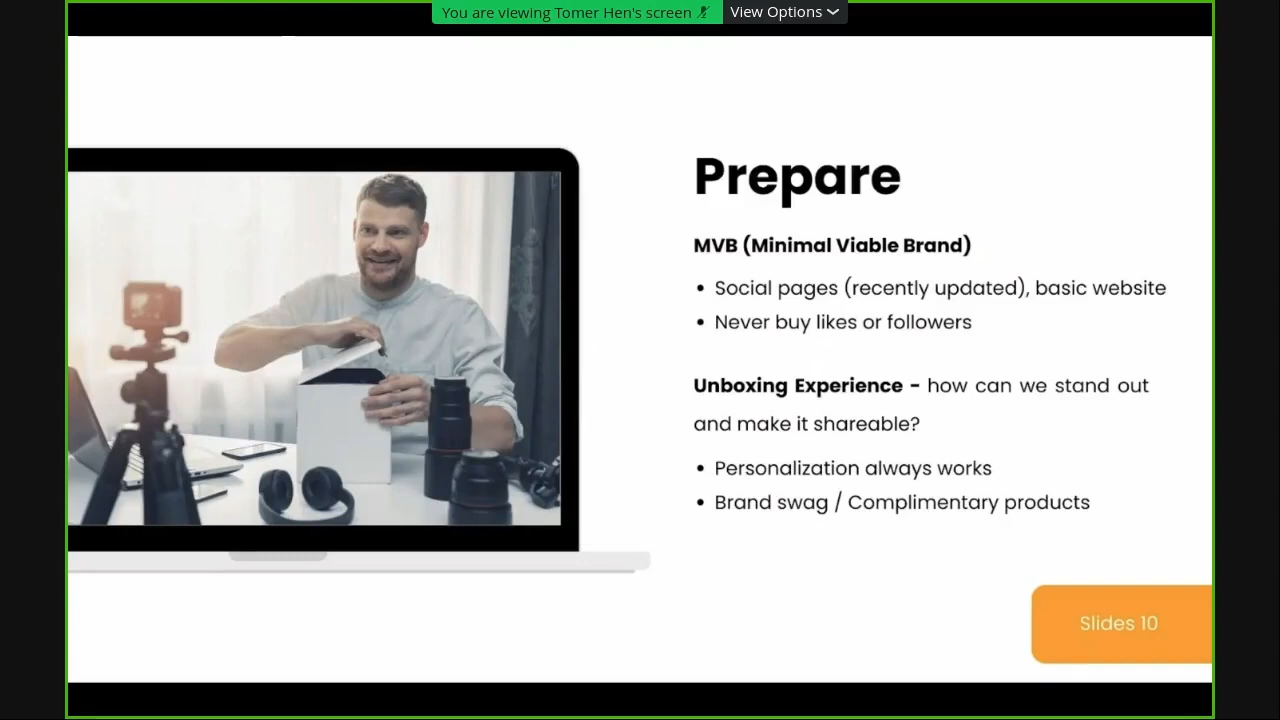 You are viewing Tomer Hen's screen
View Options
Prepare
MVB (Minimal Viable Brand)
• Social pages (recently updated), basic website
• Never buy likes or followers
Unboxing Experience - how can we stand out
and make it shareable?
• Personalization always works
• Brand swag / Complimentary products
Slides 10